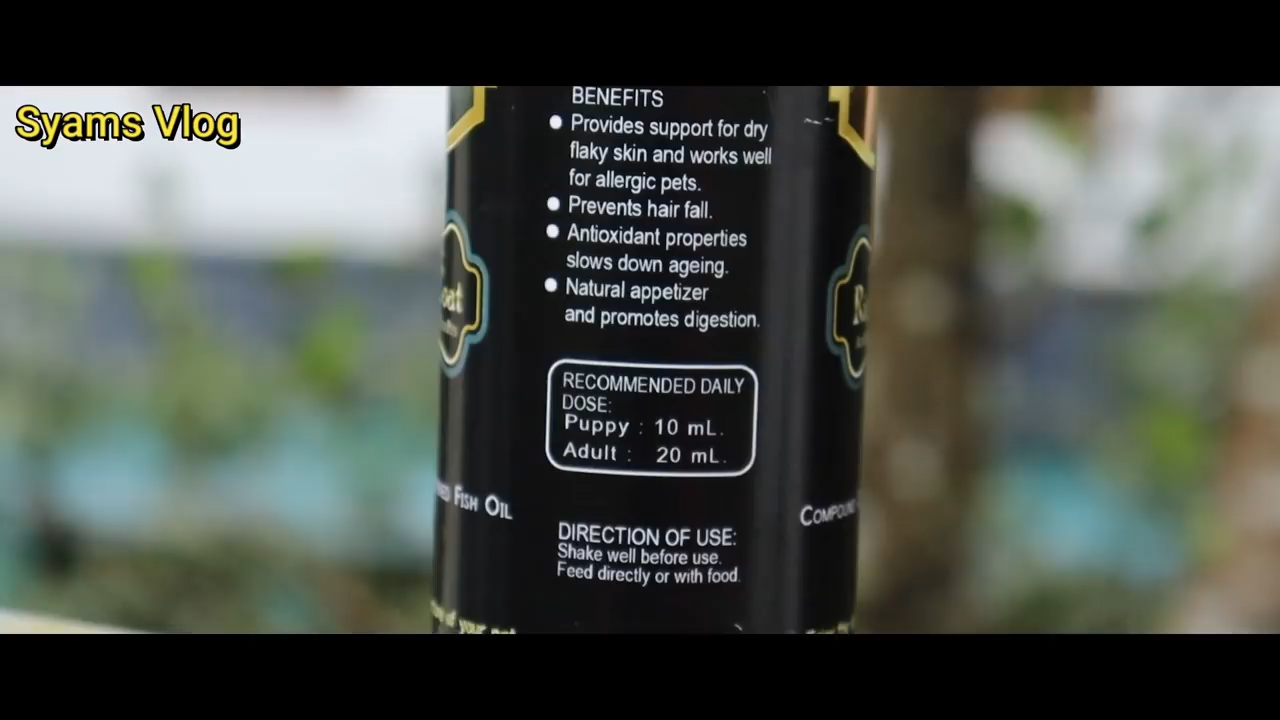 Syams Vlog
BENEFITS
● Provides support for dry
flaky skin and works well
for allergic pets.
● Prevents hair fall.
● Antioxidant properties
slows down ageing.
● Natural appetizer
and promotes digestion.
RECOMMENDED DAILY
DOSE:
Puppy : 10 mL.
Adult : 20 mL.
FISH OIL
COMPOUND
DIRECTION OF USE:
Shake well before use.
Feed directly or with food.
of your